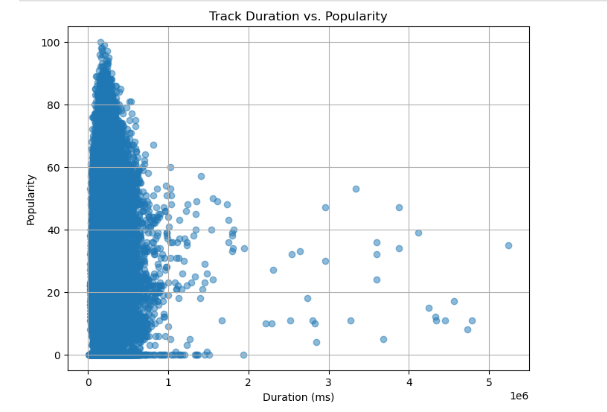 Track Duration vs. Popularity
100
80
60
40
20
0
Popularity
0 1 2 3 4 5
1e6
Duration (ms)